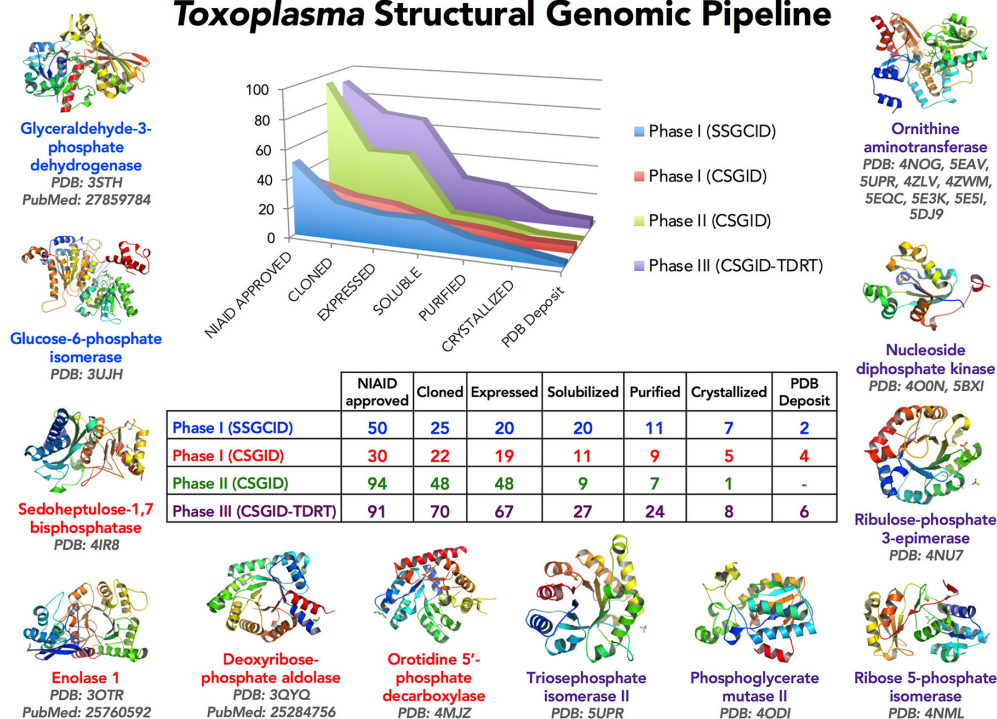 Toxoplasma Structural Genomic Pipeline
Glyceraldehyde-3-
phosphate
dehydrogenase
PDB: 3STH
PubMed: 27859784
Glucose-6-phosphate
isomerase
PDB: 3UJH
Sedoheptulose-1,7
bisphosphatase
PDB: 4IR8
Enolase 1
PDB: 3OTR
PubMed: 25760592
100
80
60
40
20
0
NIAID APPROVED
CLONED
EXPRESSED
SOLUBLE
PURIFIED
CRYSTALLIZED
PDB Deposit
Phase I (SSGCID)
Phase I (CSGID)
Phase II (CSGID)
Phase III (CSGID-TDRT)
NIAID approved Cloned Expressed Solubilized Purified Crystallized PDB Deposit
Phase I (SSGCID) 50 25 20 20 11 7 2
Phase I (CSGID) 30 22 19 11 9 5 4
Phase II (CSGID) 94 48 48 9 7 1 -
Phase III (CSGID-TDRT) 91 70 67 27 24 8 6
Deoxyribose-
phosphate aldolase
PDB: 3QYQ
PubMed: 25284756
Orotidine 5'-
phosphate
decarboxylase
PDB: 4MJZ
Triosephosphate
isomerase II
PDB: 5UPR
Phosphoglycerate
mutase II
PDB: 4ODI
Ornithine
aminotransferase
PDB: 4NOG, 5EAV,
5UPR, 4ZLV, 4ZWM,
5EQC, 5E3K, 5E5I,
5DJ9
Nucleoside
diphosphate kinase
PDB: 4O0N, 5BXI
Ribulose-phosphate
3-epimerase
PDB: 4NU7
Ribose 5-phosphate
isomerase
PDB: 4NML